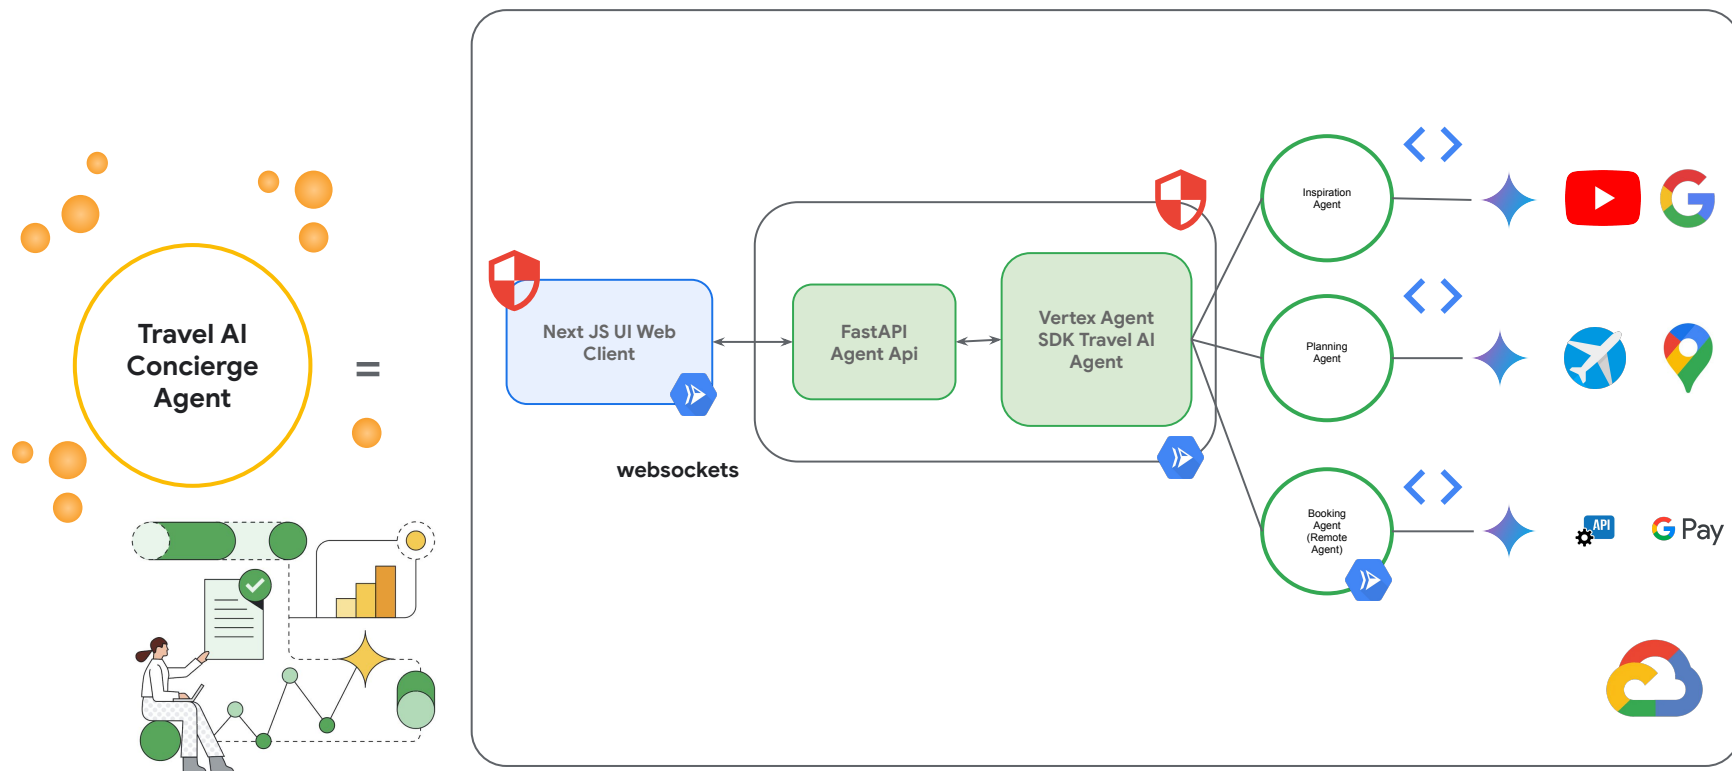 Travel AI
Concierge
Agent
=
Next JS UI Web
Client
websockets
FastAPI
Agent Api
Vertex Agent
SDK Travel AI
Agent
Inspiration
Agent
Planning
Agent
Booking
Agent
(Remote
Agent)
API
G Pay